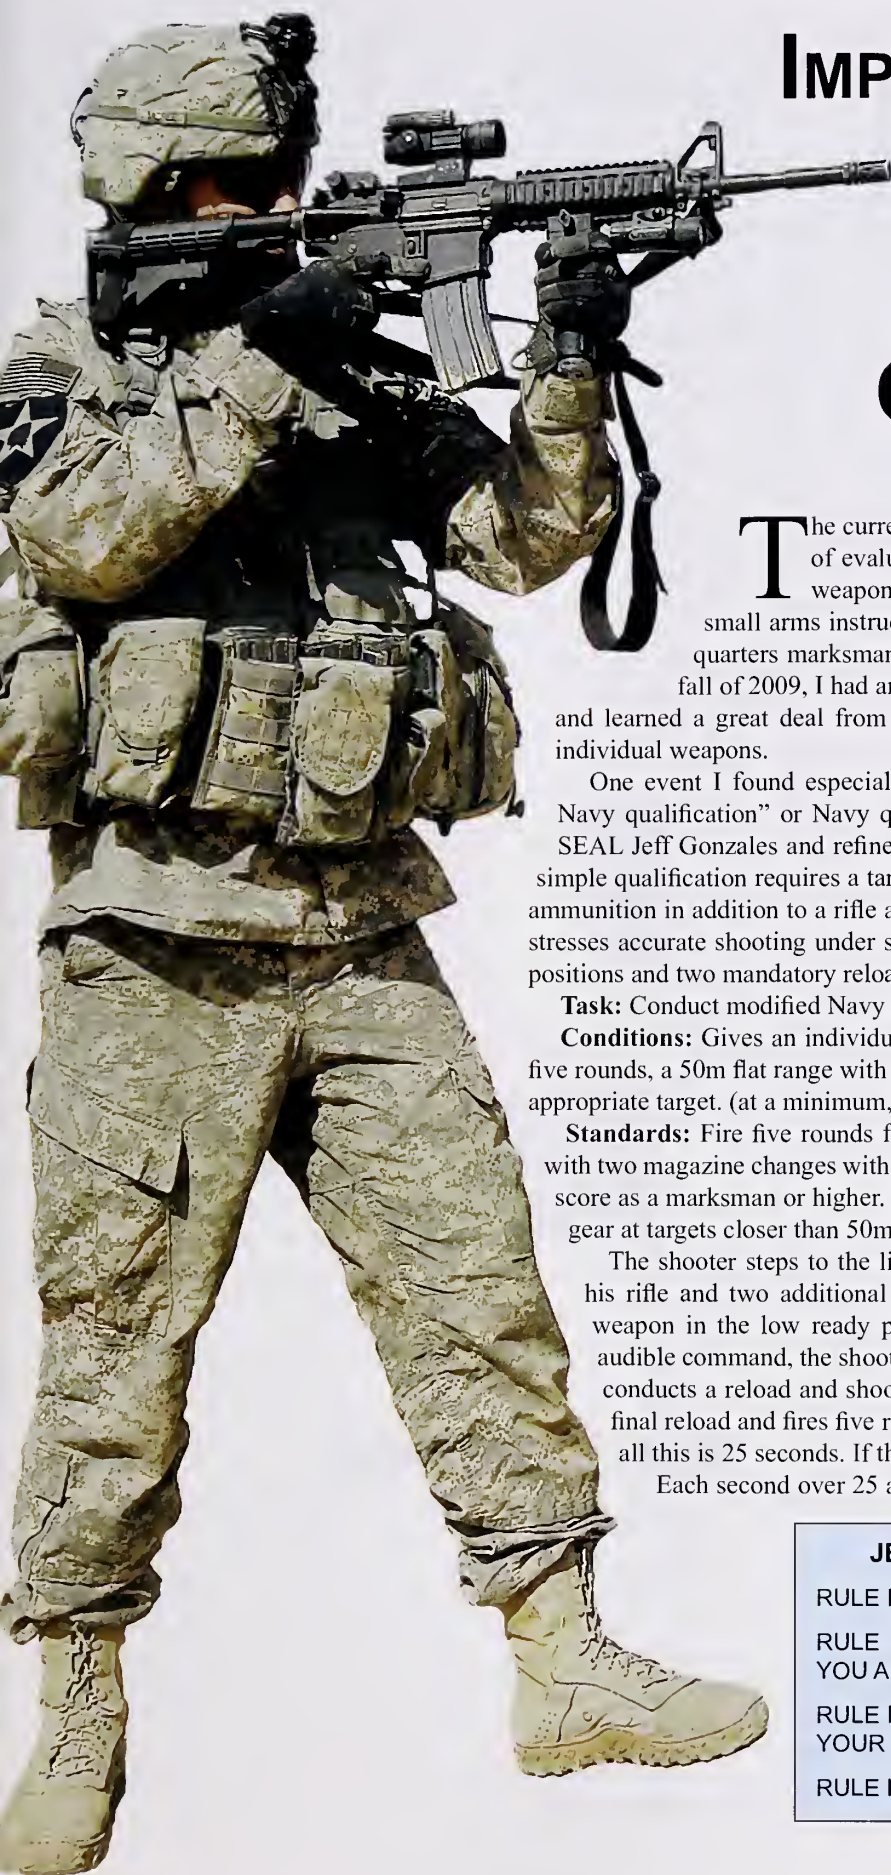 IMP
The curre
of evalu
weapon
small arms instruc
quarters marksman
fall of 2009, I had an
and learned a great deal from
individual weapons.
One event I found especial
Navy qualification” or Navy q
SEAL Jeff Gonzales and refine
simple qualification requires a tar
ammunition in addition to a rifle a
stresses accurate shooting under s
positions and two mandatory reloa
Task: Conduct modified Navy
Conditions: Gives an individu
five rounds, a 50m flat range with
appropriate target. (at a minimum,
Standards: Fire five rounds f
with two magazine changes with
score as a marksman or higher.
gear at targets closer than 50m
The shooter steps to the li
his rifle and two additional
weapon in the low ready p
audible command, the shoot
conducts a reload and shoo
final reload and fires five r
all this is 25 seconds. If th
Each second over 25 a
JE
RULE
RULE
YOU A
RULE
YOUR
RULE